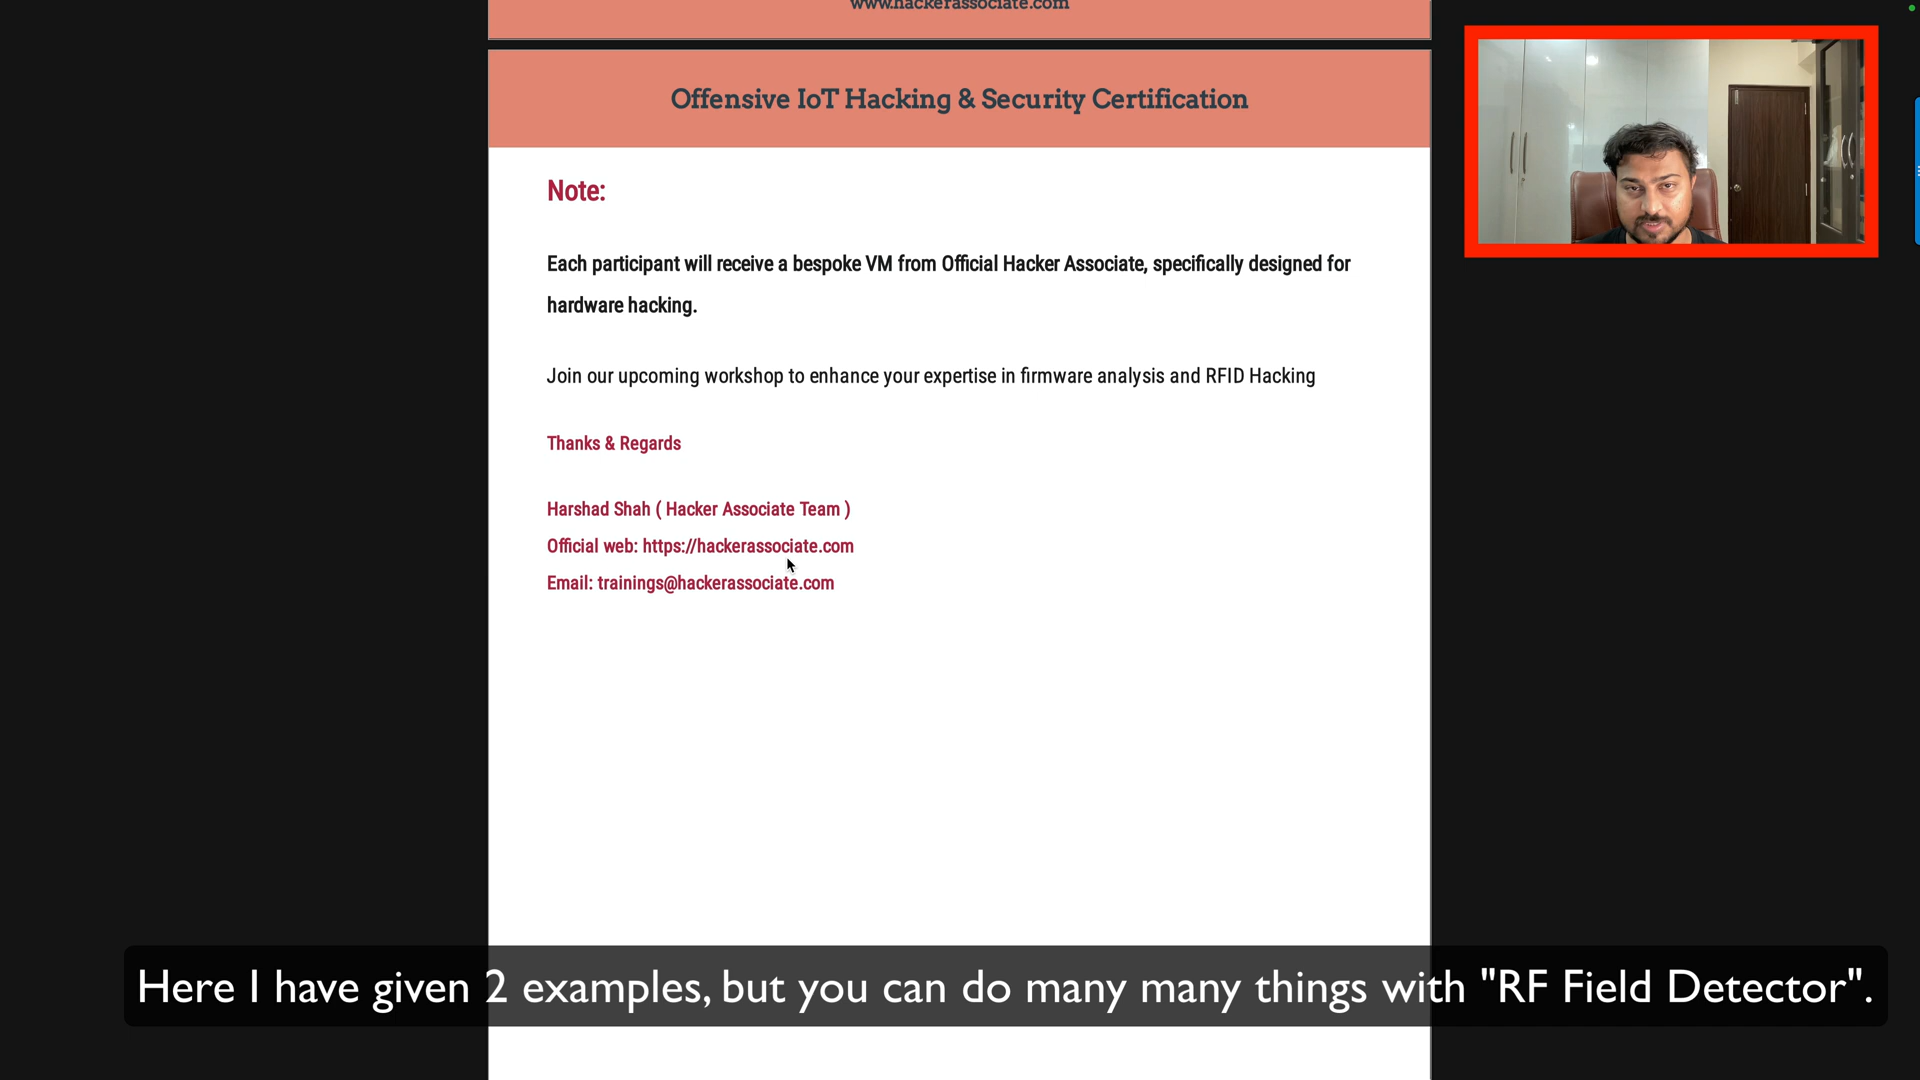 www.hackerassociate.com
Offensive IoT Hacking & Security Certification
Note:
Each participant will receive a bespoke VM from Official Hacker Associate, specifically designed for
hardware hacking.
Join our upcoming workshop to enhance your expertise in firmware analysis and RFID Hacking
Thanks & Regards
Harshad Shah ( Hacker Associate Team )
Official web: https://hackerassociate.com
Email: trainings@hackerassociate.com
Here I have given 2 examples, but you can do many many things with "RF Field Detector".